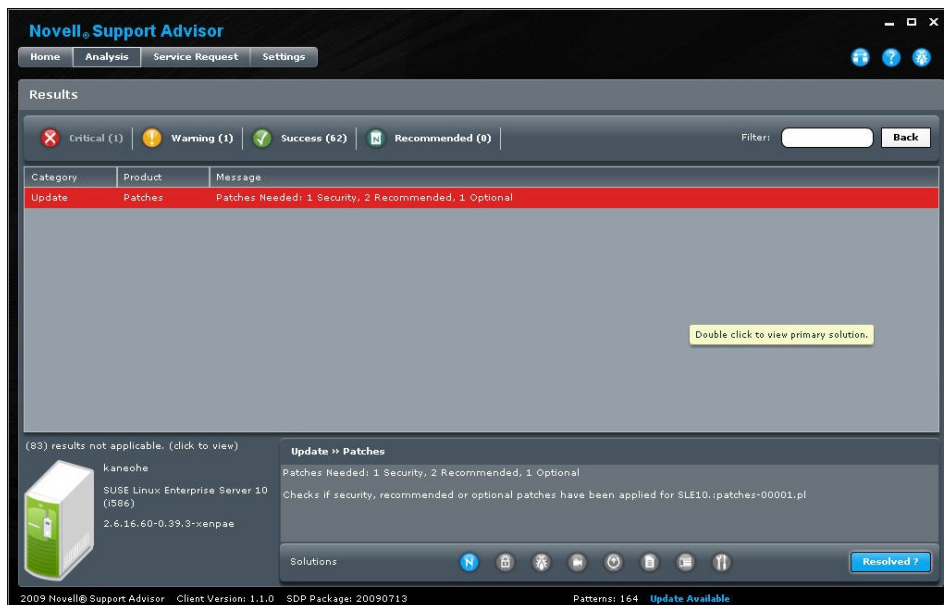 Novell® Support Advisor
Home Analysis Service Request Settings
Results
Critical (1) Warning (1) Success (62) N Recommended (0) Filter: Back
Category Product Message
Update Patches Patches Needed: 1 Security, 2 Recommended, 1 Optional
Double click to view primary solution.
(83) results not applicable. (click to view)
kaneohe
SUSE Linux Enterprise Server 10
(i586)
2.6.16.60-0.39.3-xenpae
Update » Patches
Patches Needed: 1 Security, 2 Recommended, 1 Optional
Checks if security, recommended or optional patches have been applied for SLE10.:patches-00001.pl
Solutions N Resolved ?
2009 Novell® Support Advisor Client Version: 1.1.0 SDP Package: 20090713 Patterns: 164 Update Available